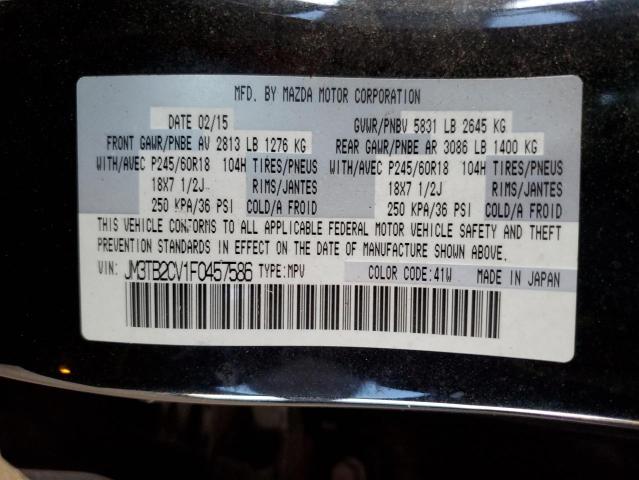 MFD. BY MAZDA MOTOR CORPORATION
DATE 02/15 GVWR/PNBV 5831 LB 2645 KG
FRONT GAWR/PNBE AV 2813 LB 1276 KG REAR GAWR/PNBE AR 3086 LB 1400 KG
WITH/AVEC P245/60R18 104H TIRES/PNEUS WITH/AVEC P245/60R18 104H TIRES/PNEUS
18X7 1/2J RIMS/JANTES 18X7 1/2J RIMS/JANTES
250 KPA/36 PSI COLD/A FROID 250 KPA/36 PSI COLD/A FROID
THIS VEHICLE CONFORMS TO ALL APPLICABLE FEDERAL MOTOR VEHICLE SAFETY AND THEFT
PREVENTION STANDARDS IN EFFECT ON THE DATE OF MANUFACTURE SHOWN ABOVE.
VIN: JM3TB2CV1F0457586 TYPE:MPV COLOR CODE:41W MADE IN JAPAN